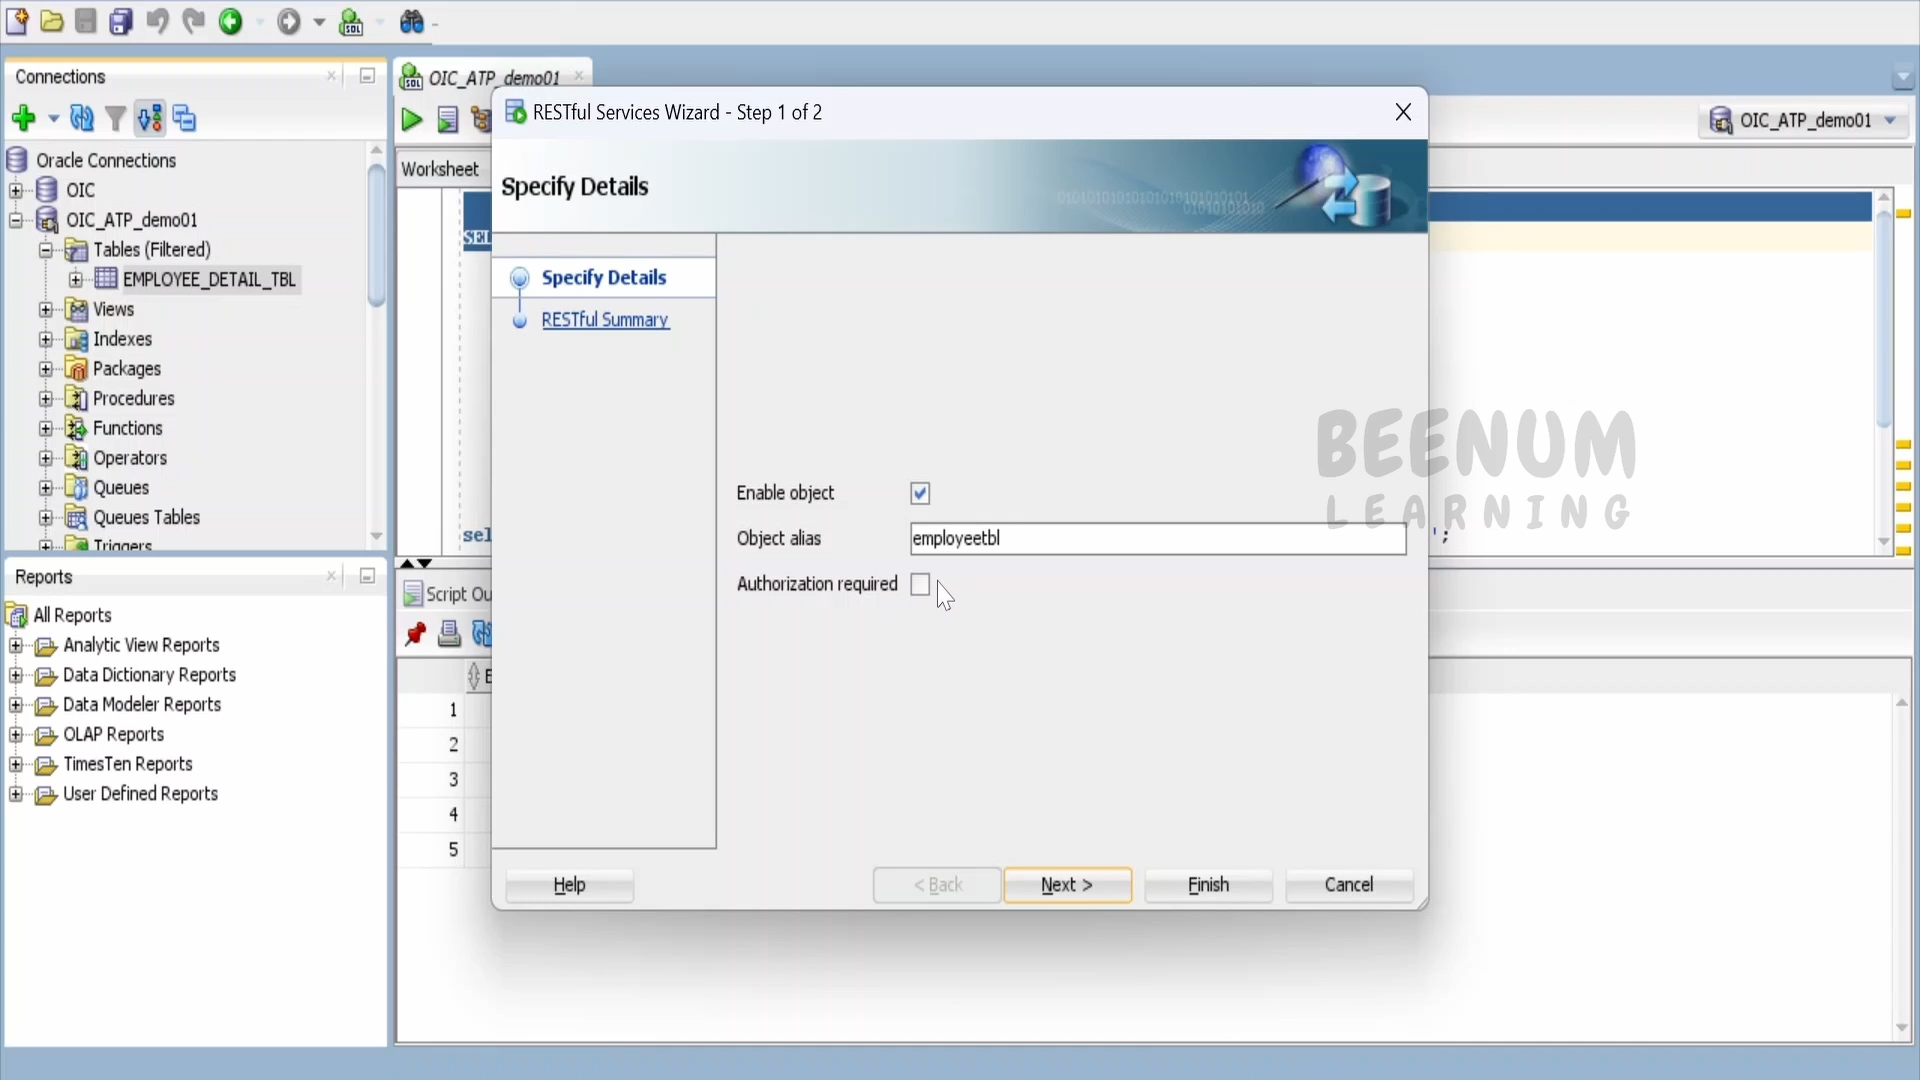 Connections
OIC_ATP_demo01
OIC_ATP_demo01
Oracle Connections
OIC
OIC_ATP_demo01
Tables (Filtered)
EMPLOYEE_DETAIL_TBL
Views
Indexes
Packages
Procedures
Functions
Operators
Queues
Queues Tables
Triggers
Reports
All Reports
Analytic View Reports
Data Dictionary Reports
Data Modeler Reports
OLAP Reports
TimesTen Reports
User Defined Reports
Worksheet
SEL
sel
';
Script Ou
E
1
2
3
4
5
RESTful Services Wizard - Step 1 of 2
Specify Details
010101010101010101010101
01010101010
Specify Details
RESTful Summary
Enable object
Object alias employeetbl
Authorization required
Help
< Back
Next >
Finish
Cancel
BEENUM
LEARNING